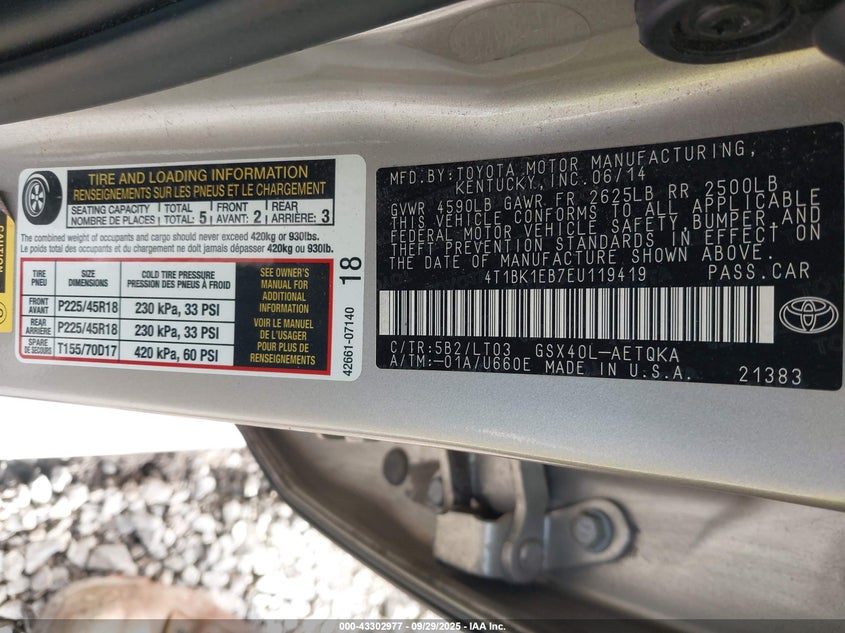 TIRE AND LOADING INFORMATION
RENSEIGNEMENTS SUR LES PNEUS ET LE CHARGEMENT
SEATING CAPACITY TOTAL: 5 FRONT 2 REAR 3
NOMBRE DE PLACES TOTAL: AVANT: ARRIÈRE:
The combined weight of occupants and cargo should never exceed 420kg or 930lbs.
Le poids total des occupants et du chargement ne doit jamais dépasser 420kg ou 930lb.
TIRE PNEU SIZE DIMENSIONS COLD TIRE PRESSURE PRESSION DES PNEUS À FROID
FRONT AVANT P225/45R18 230 kPa, 33 PSI
REAR ARRIÈRE P225/45R18 230 kPa, 33 PSI
SPARE DE SECOURS T155/70D17 420 kPa, 60 PSI
SEE OWNER'S
MANUAL FOR
ADDITIONAL
INFORMATION
VOIR LE MANUEL
DE L'USAGER
POUR PLUS DE
RENSEIGNEMENTS
42661-07140 18
MFD.BY:TOYOTA MOTOR MANUFACTURING,
KENTUCKY, INC.06/14
GVWR 4590LB GAWR FR 2625LB RR 2500LB
THIS VEHICLE CONFORMS TO ALL APPLICABLE
FEDERAL MOTOR VEHICLE SAFETY,BUMPER,AND
THEFT PREVENTION STANDARDS IN EFFECT ON
THE DATE OF MANUFACTURE SHOWN ABOVE.
4T1BK1EB7EU119419 PASS.CAR
C/TR:5B2/LT03 GSX40L-AETQKA
A/TM:-01A/U660E MADE IN U.S.A. 21383
TOYOTA
000-43302977 - 09/29/2025 - IAAI.COM